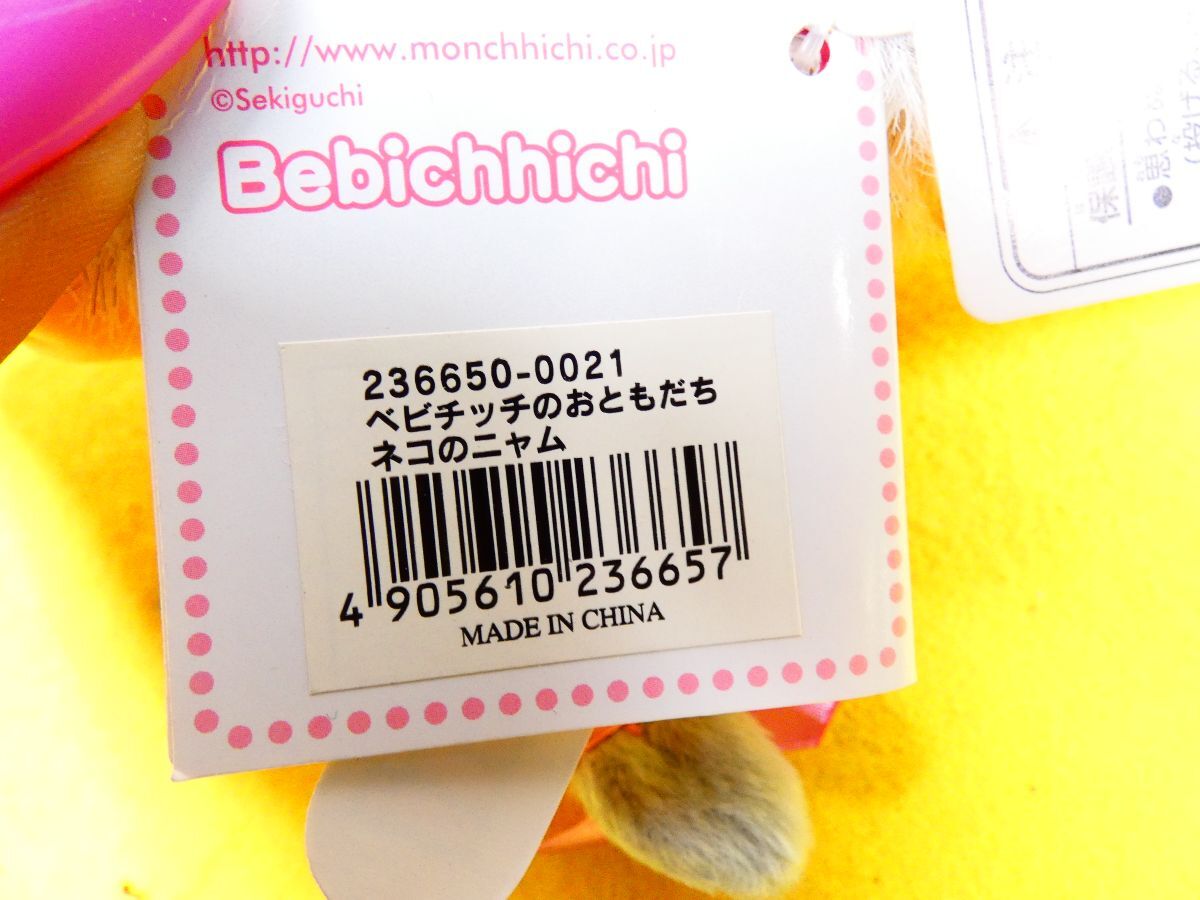 http://www.monchhichi.co.jp
©Sekiguchi
Bebichhichi
236650-0021
ベビチッチのおともだち
ネコのニャム
4 905610 236657
MADE IN CHINA